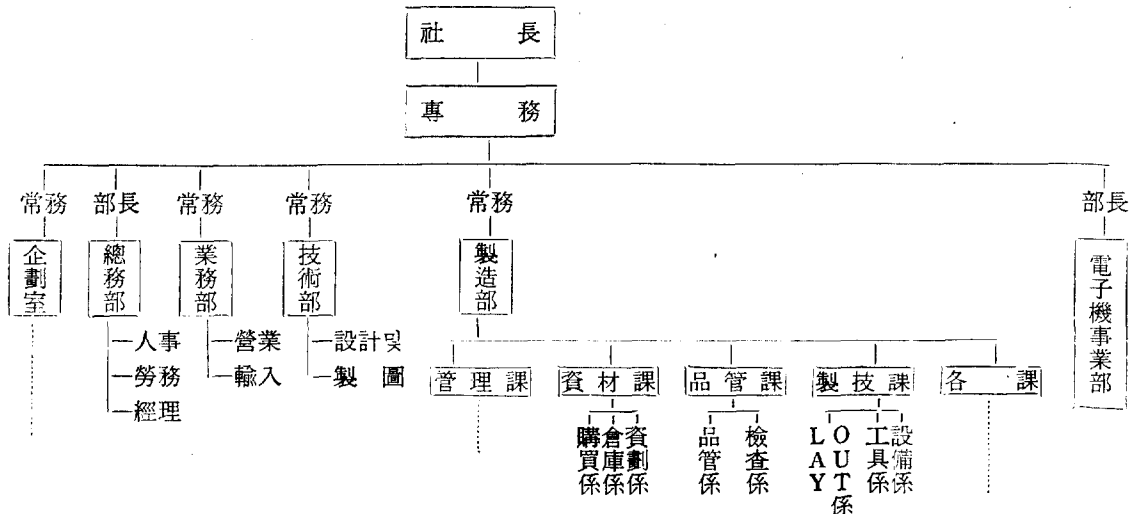 社長
專務
常務 部長 常務 常務 常務 部長
企劃室 總務部 業務部 技術部 製造部 電子機事業部
人事 營業 設計및
勞務 輸入 製圖
經理
管理課 資材課 品管課 製技課 各課
購買係 倉庫係 資劃係 品管係 檢查係 LAY OUT係 工具係 設備係